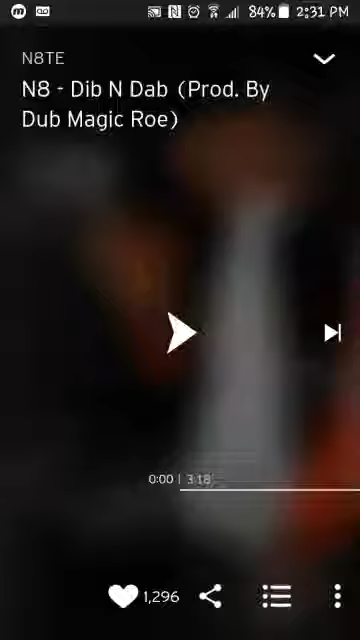 84% 2:31 PM
N8TE
N8 - Dib N Dab (Prod. By
Dub Magic Roe)
0:00 | 3:18
1,296